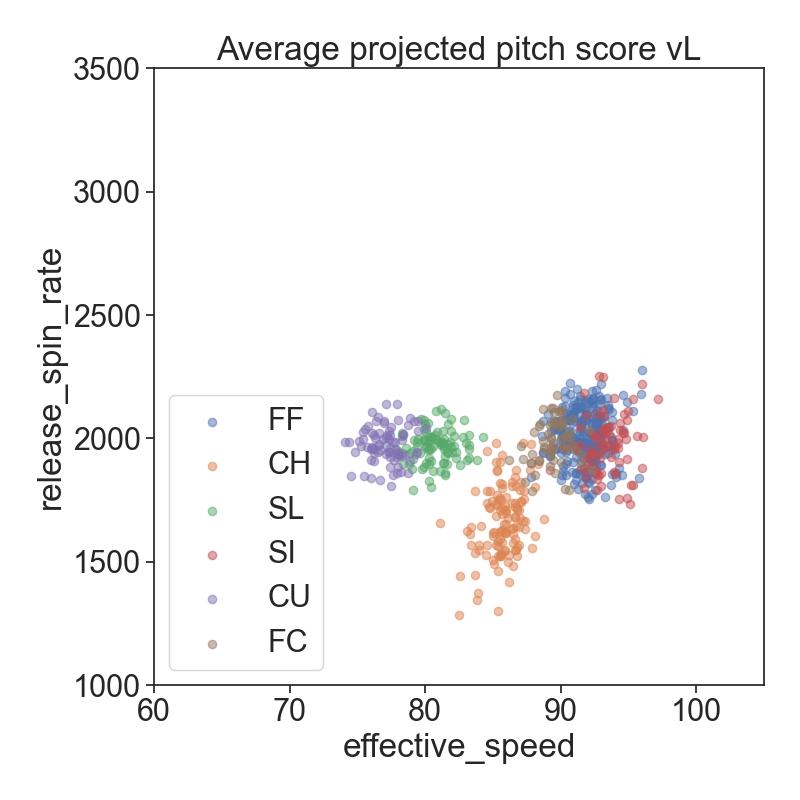 Average projected pitch score vL
3500
3000
2500
2000
1500
1000
release_spin_rate
FF
CH
SL
SI
CU
FC
60
70
80
90
100
effective_speed